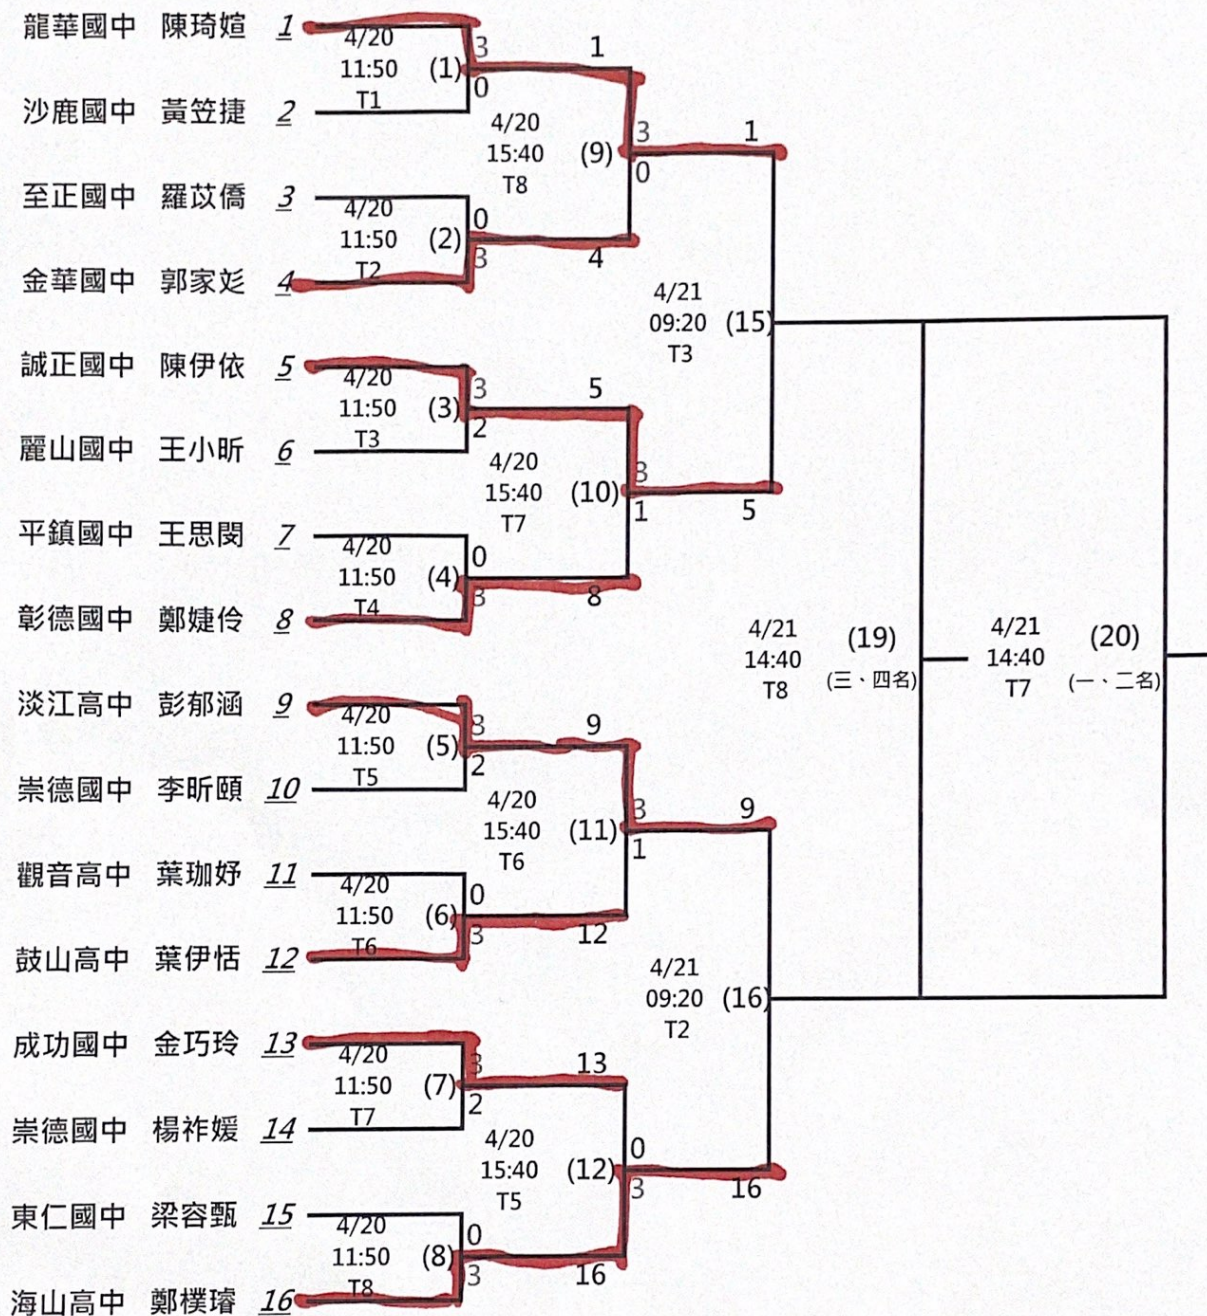 龍華國中 陳琦媗 1
4/20
11:50 (1)
T1
3
0
1
沙鹿國中 黃笠捷 2
4/20
15:40 (9)
T8
3
0
1
至正國中 羅苡僑 3
4/20
11:50 (2)
T2
0
3
4
金華國中 郭家彣 4
4/21
09:20 (15)
T3
誠正國中 陳伊依 5
4/20
11:50 (3)
T3
3
2
5
麗山國中 王小昕 6
4/20
15:40 (10)
T7
3
1
5
平鎮國中 王思閔 7
4/20
11:50 (4)
T4
0
3
8
彰德國中 鄭婕伶 8
4/21
14:40
T8
(19)
(三、四名)
4/21
14:40
T7
(20)
(一、二名)
淡江高中 彭郁涵 9
4/20
11:50 (5)
T5
3
2
9
崇德國中 李昕頤 10
4/20
15:40 (11)
T6
3
1
9
觀音高中 葉珈妤 11
4/20
11:50 (6)
T6
0
3
12
鼓山高中 葉伊恬 12
4/21
09:20 (16)
T2
成功國中 金巧玲 13
4/20
11:50 (7)
T7
3
2
13
崇德國中 楊祚媛 14
4/20
15:40 (12)
T5
0
3
16
東仁國中 梁容甄 15
4/20
11:50 (8)
T8
0
3
16
海山高中 鄭樸璿 16